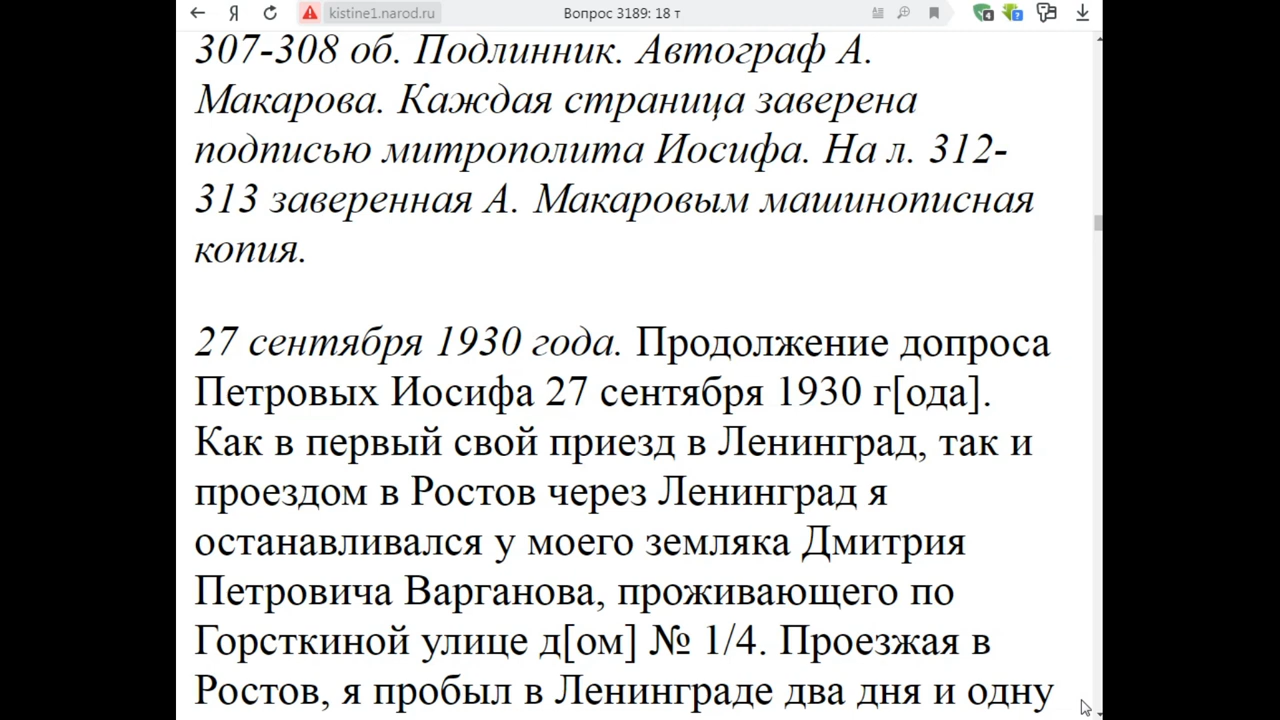 kistine1.narod.ru
Вопрос 3189: 18 т
307-308 об. Подлинник. Автограф А.
Макарова. Каждая страница заверена
подписью митрополита Иосифа. На л. 312-
313 заверенная А. Макаровым машинописная
копия.
27 сентября 1930 года. Продолжение допроса
Петровых Иосифа 27 сентября 1930 г[ода].
Как в первый свой приезд в Ленинград, так и
проездом в Ростов через Ленинград я
останавливался у моего земляка Дмитрия
Петровича Варганова, проживающего по
Горсткиной улице д[ом] № 1/4. Проезжая в
Ростов, я пробыл в Ленинграде два дня и одну